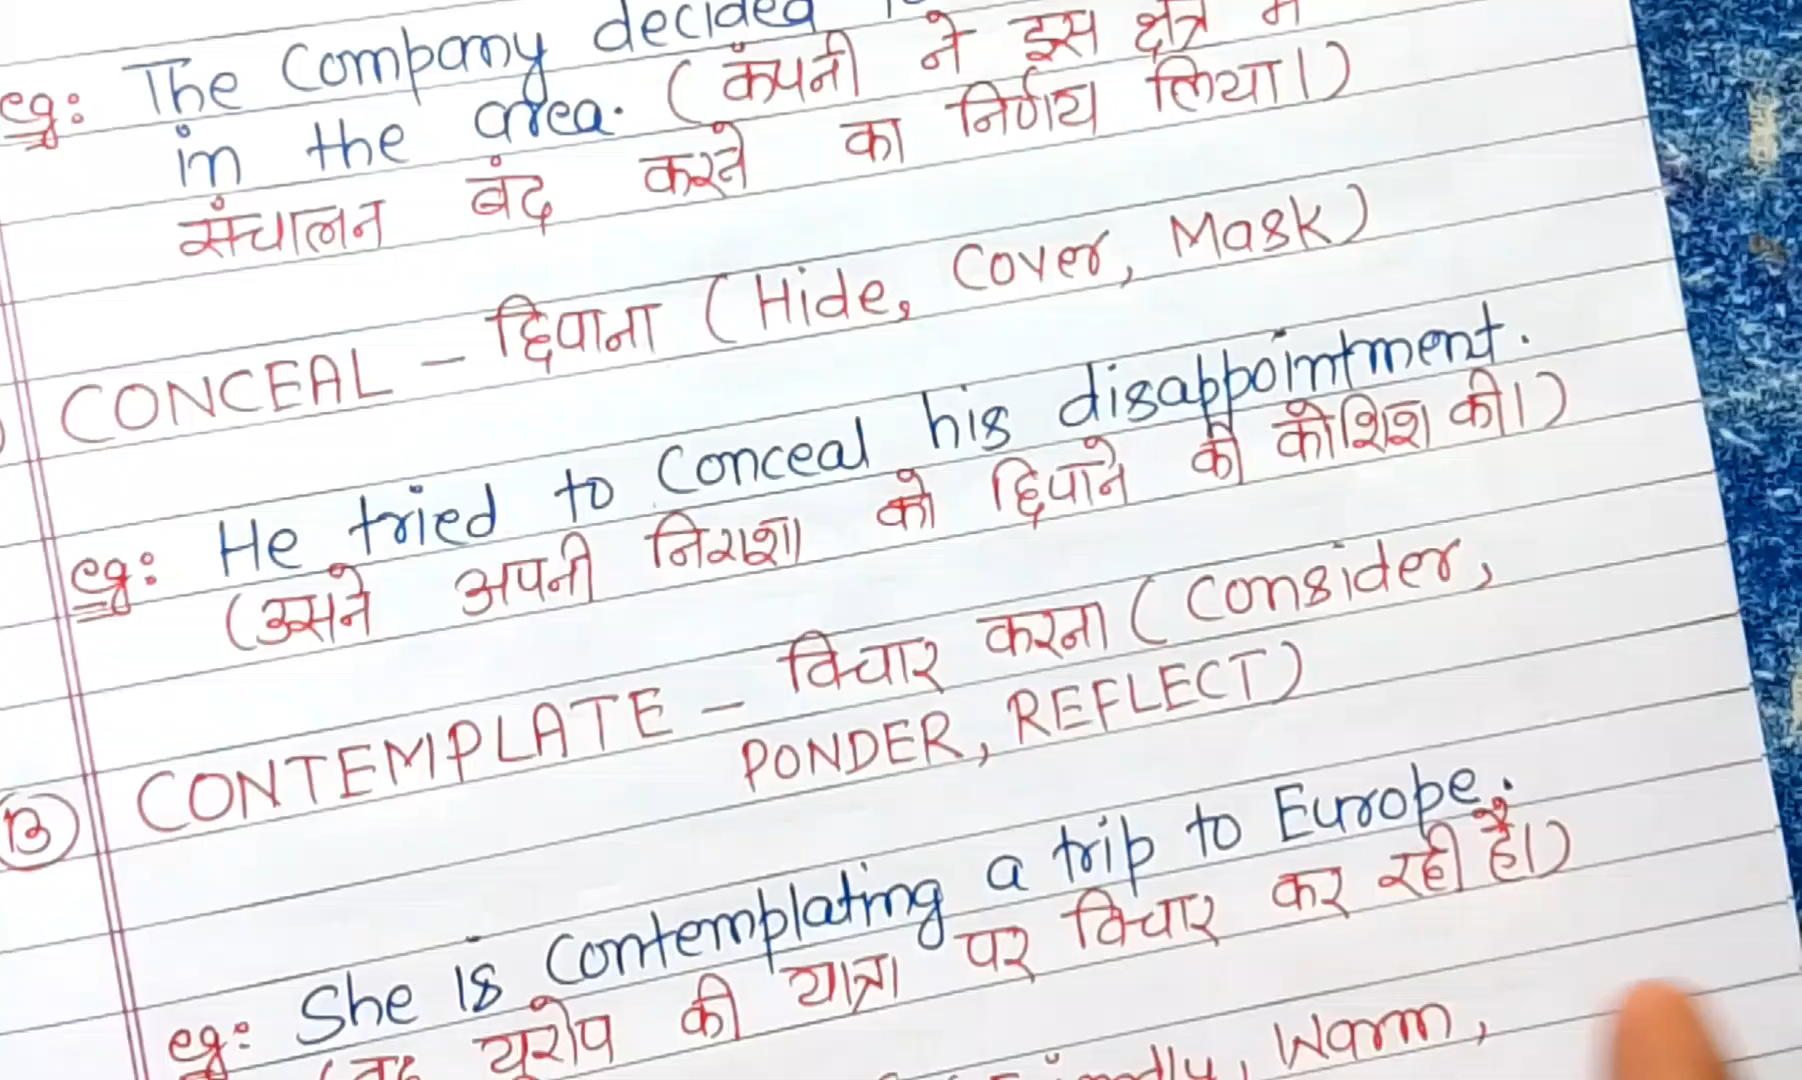 eg: The Company decided
in the area. (कंपनी ने इस क्षेत्र में
संचालन बंद करने का निर्णय लिया।)
CONCEAL - छिपाना (Hide, Cover, Mask)
eg: He tried to Conceal his disappointment.
(उसने अपनी निराशा को छिपाने की कोशिश की।)
13 CONTEMPLATE - विचार करना (Consider,
PONDER, REFLECT)
eg: She is Contemplating a trip to Europe.
(वह यूरोप की यात्रा पर विचार कर रही है।)
Warm,